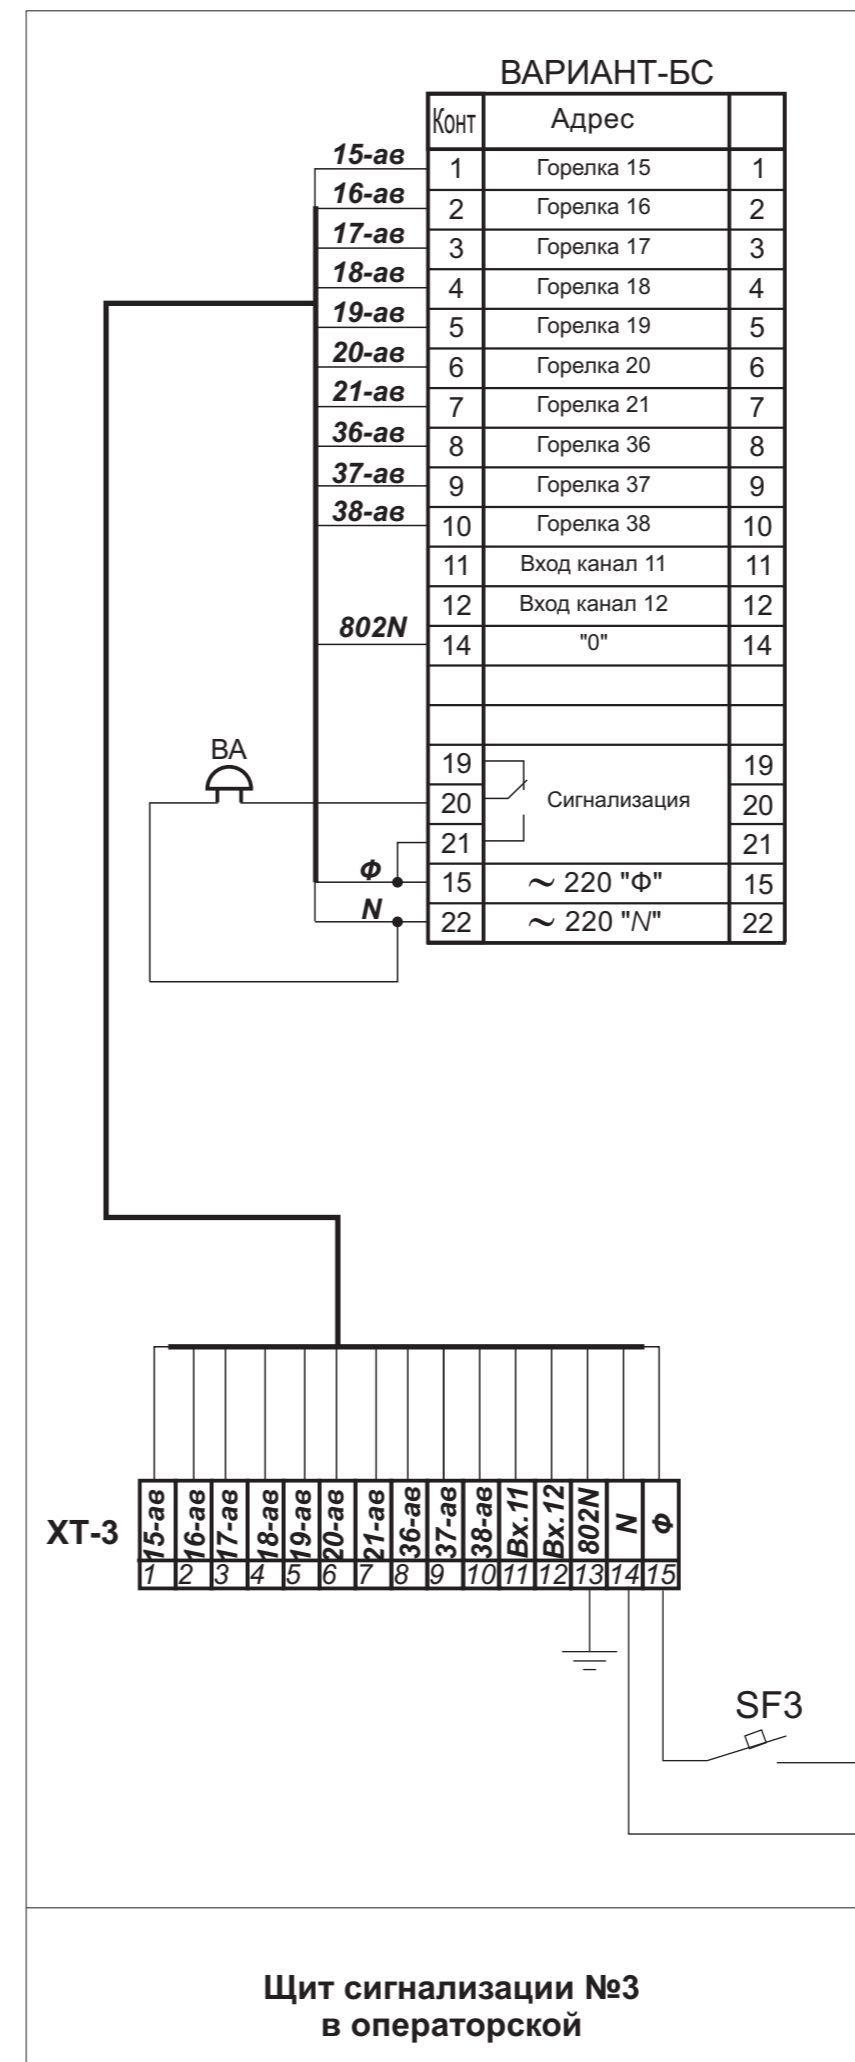 ВАРИАНТ-БС
Конт Адрес
15-ав 1 Горелка 15 1
16-ав 2 Горелка 16 2
17-ав 3 Горелка 17 3
18-ав 4 Горелка 18 4
19-ав 5 Горелка 19 5
20-ав 6 Горелка 20 6
21-ав 7 Горелка 21 7
36-ав 8 Горелка 36 8
37-ав 9 Горелка 37 9
38-ав 10 Горелка 38 10
11 Вход канал 11 11
12 Вход канал 12 12
802N 14 "0" 14
ВА
19 19
20 Сигнализация 20
21 21
Ф 15 ~ 220 "Ф" 15
N 22 ~ 220 "N" 22
ХТ-3
15-ав 16-ав 17-ав 18-ав 19-ав 20-ав 21-ав 36-ав 37-ав 38-ав Вх.11 Вх.12 802N N Ф
1 2 3 4 5 6 7 8 9 10 11 12 13 14 15
SF3
Щит сигнализации №3
в операторской